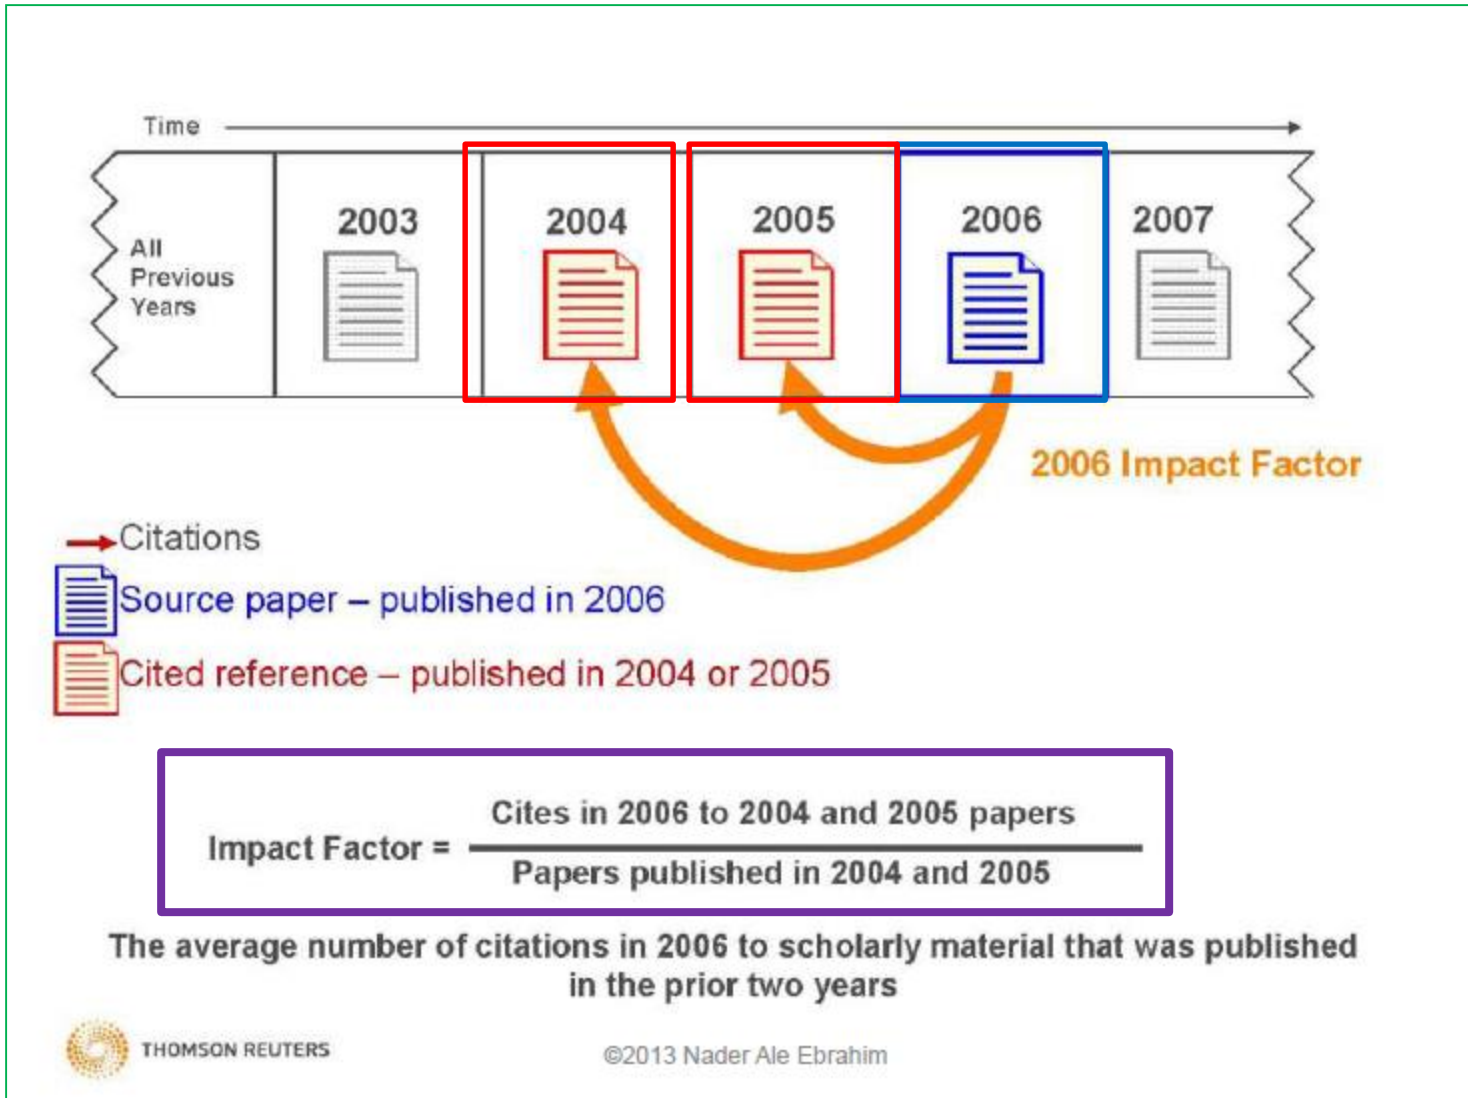 Time
All
Previous
Years
2003
2004
2005
2006
2007
2006 Impact Factor
Citations
Source paper – published in 2006
Cited reference – published in 2004 or 2005
Cites in 2006 to 2004 and 2005 papers
Impact Factor =
Papers published in 2004 and 2005
The average number of citations in 2006 to scholarly material that was published
in the prior two years
THOMSON REUTERS
©2013 Nader Ale Ebrahim